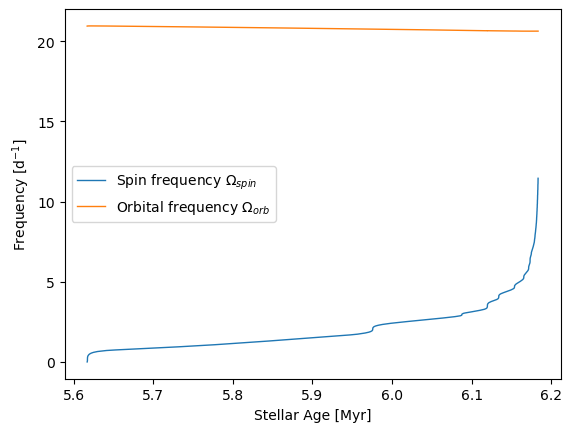 20
15
10
5
0
Frequency [d⁻¹]
Spin frequency Ω_spin
Orbital frequency Ω_orb
5.6 5.7 5.8 5.9 6.0 6.1 6.2
Stellar Age [Myr]